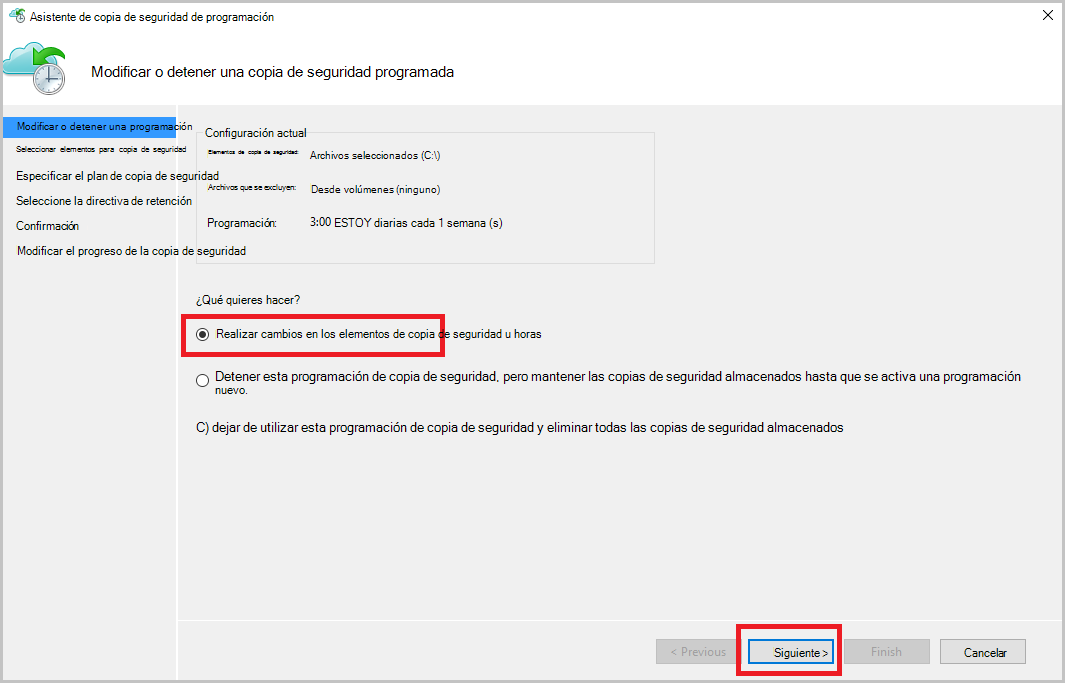 Asistente de copia de seguridad de programación
Modificar o detener una copia de seguridad programada
Modificar o detener una programación
Seleccionar elementos para copia de seguridad
Especificar el plan de copia de seguridad
Seleccione la directiva de retención
Confirmación
Modificar el progreso de la copia de seguridad
Configuración actual
Elementos de copia de seguridad: Archivos seleccionados (C:\)
Archivos que se excluyen: Desde volúmenes (ninguno)
Programación: 3:00 ESTOY diarias cada 1 semana (s)
¿Qué quieres hacer?
Realizar cambios en los elementos de copia de seguridad u horas
Detener esta programación de copia de seguridad, pero mantener las copias de seguridad almacenados hasta que se activa una programación
nuevo.
C) dejar de utilizar esta programación de copia de seguridad y eliminar todas las copias de seguridad almacenados
< Previous Siguiente > Finish Cancelar